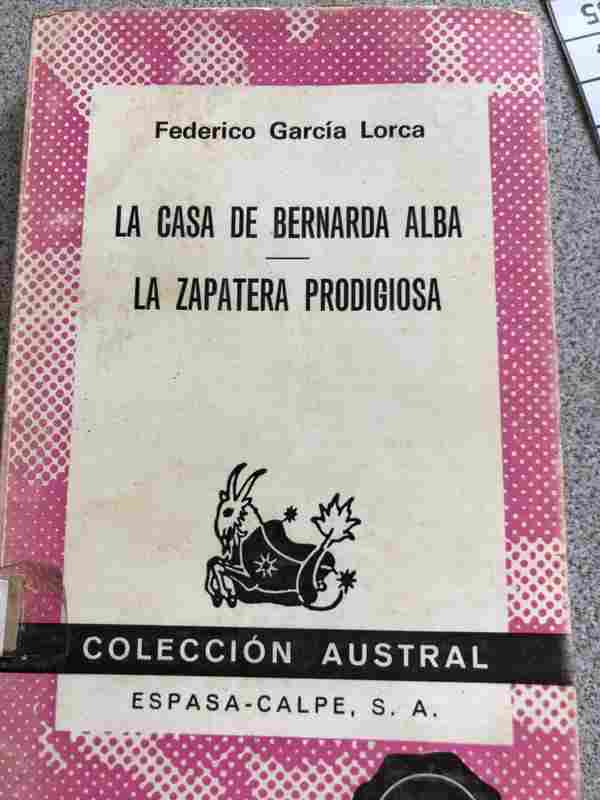 Federico García Lorca
LA CASA DE BERNARDA ALBA
LA ZAPATERA PRODIGIOSA
COLECCIÓN AUSTRAL
ESPASA-CALPE, S. A.